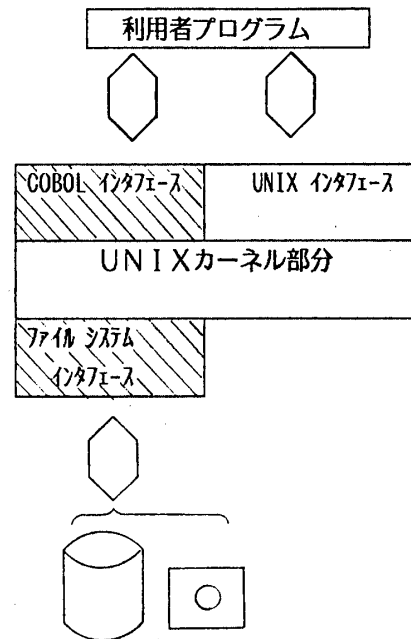 利用者プログラム
COBOL インタフェース
UNIX インタフェース
UNIXカーネル部分
ファイル システム
インタフェース